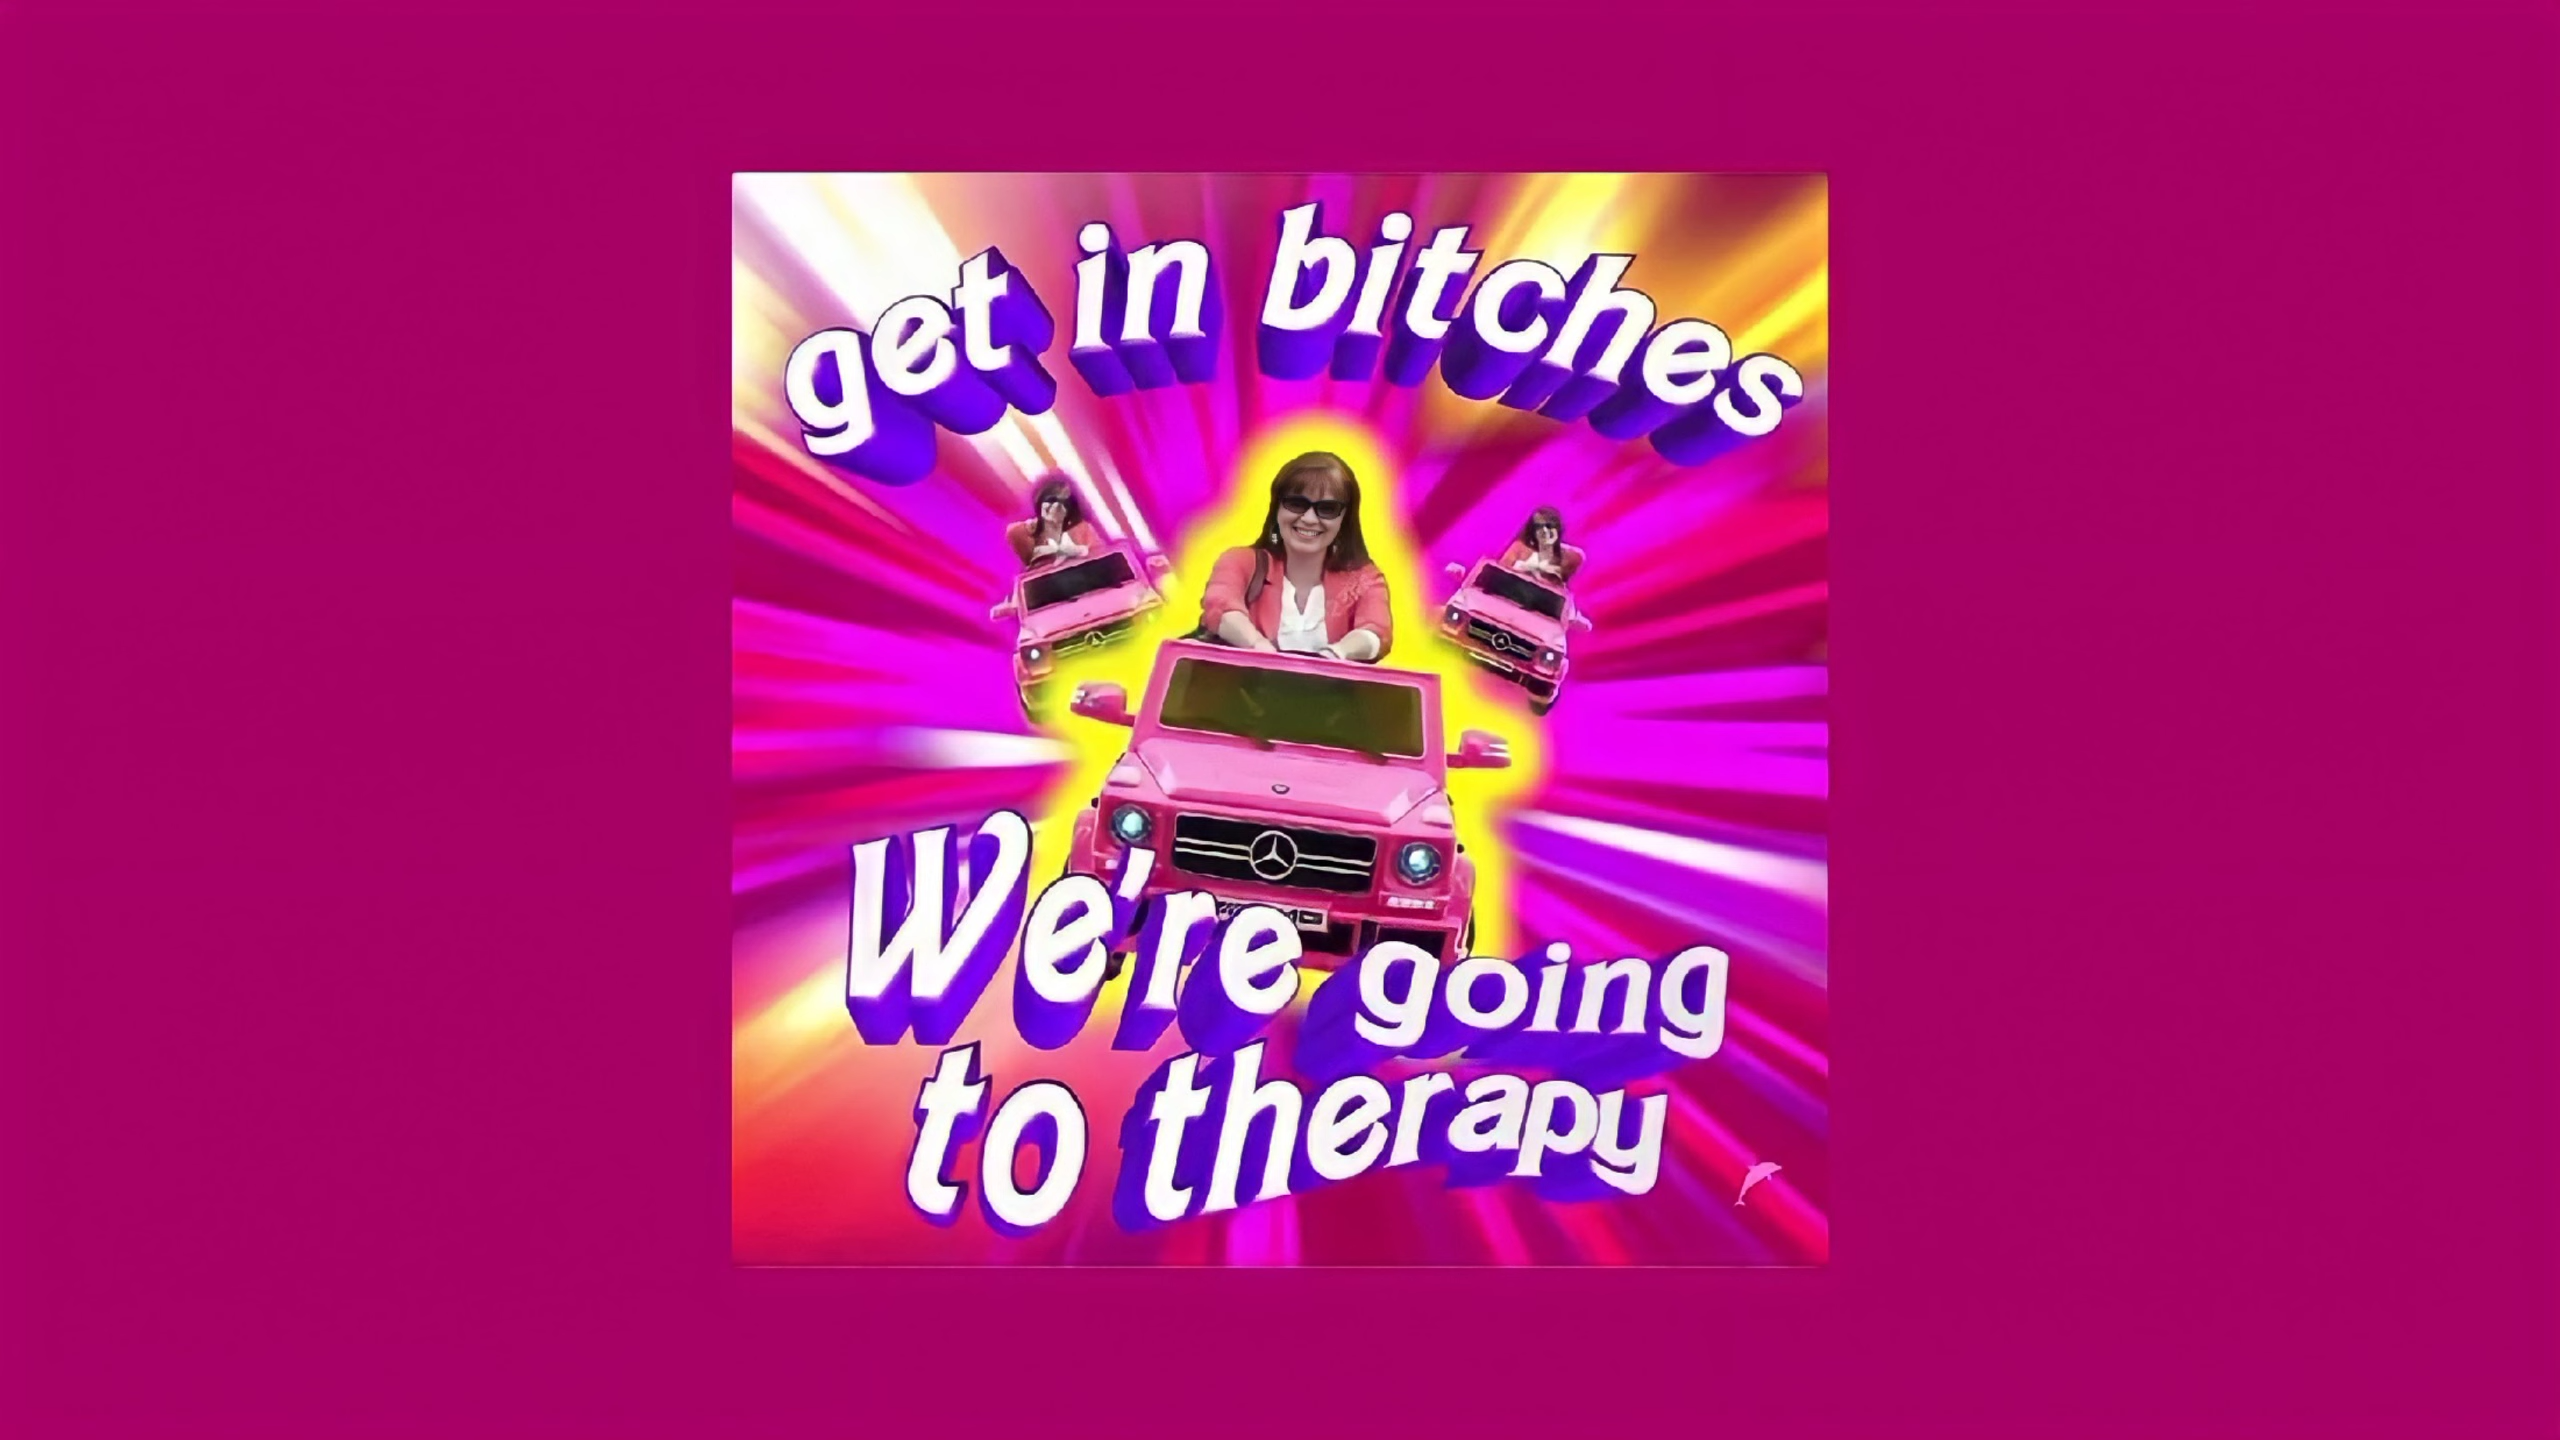 get in bitches
We're going
to therapy